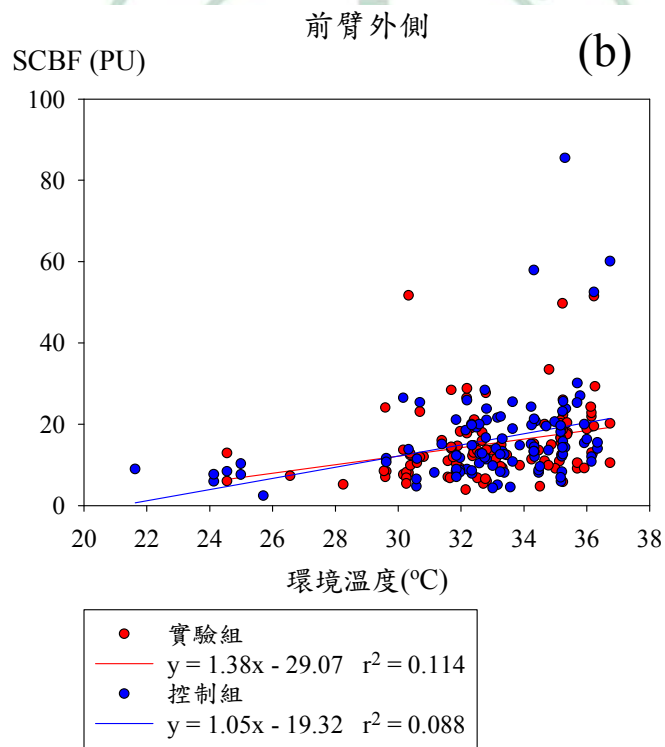 前臂外側
SCBF (PU)
(b)
100
80
60
40
20
0
20 22 24 26 28 30 32 34 36 38
環境溫度(ºC)
實驗組
y = 1.38x - 29.07 r² = 0.114
控制組
y = 1.05x - 19.32 r² = 0.088